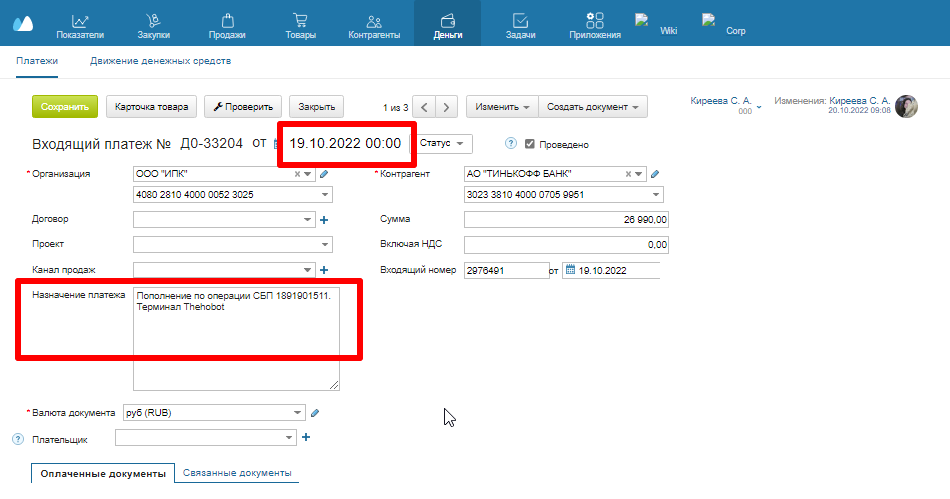 Показатели Закупки Продажи Товары Контрагенты Деньги Задачи Приложения Wiki Corp
Платежи Движение денежных средств
Сохранить Карточка товара Проверить Закрыть 1 из 3 Изменить Создать документ Киреева С. А. Изменения: Киреева С. А.
000 20.10.2022 09:08
Входящий платеж № Д0-33204 от 19.10.2022 00:00 Статус ? Проведено
* Организация ООО "ИПК" * Контрагент АО "ТИНЬКОФФ БАНК"
4080 2810 4000 0052 3025 3023 3810 4000 0705 9951
Договор Сумма 26 990,00
Проект Включая НДС 0,00
Канал продаж Входящий номер 2976491 от 19.10.2022
Назначение платежа Пополнение по операции СБП 1891901511.
Терминал Thehobot
* Валюта документа руб (RUB)
? Плательщик
Оплаченные документы Связанные документы